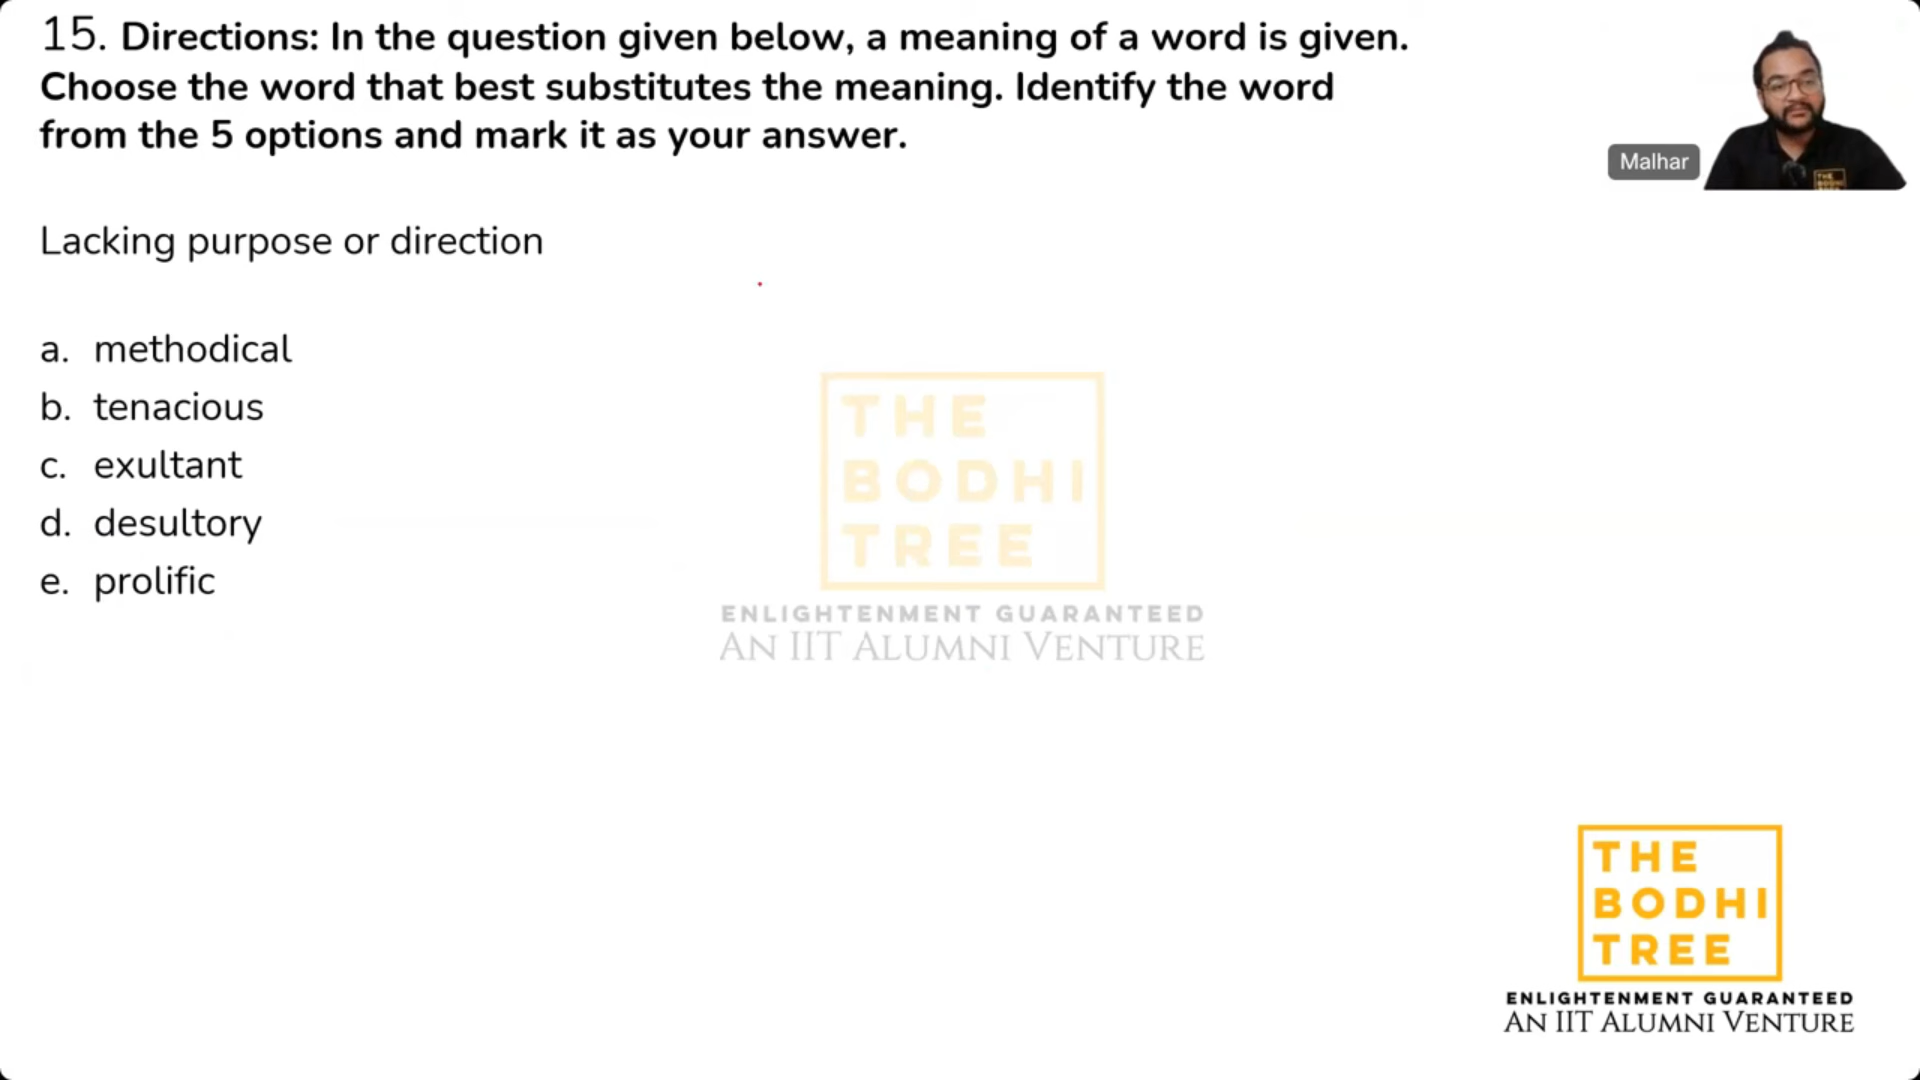 15. Directions: In the question given below, a meaning of a word is given.
Choose the word that best substitutes the meaning. Identify the word
from the 5 options and mark it as your answer.
Malhar
THE
BODHI
TREE
Lacking purpose or direction
a. methodical
b. tenacious
c. exultant
d. desultory
e. prolific
THE
BODHI
TREE
ENLIGHTENMENT GUARANTEED
AN IIT ALUMNI VENTURE
THE
BODHI
TREE
ENLIGHTENMENT GUARANTEED
AN IIT ALUMNI VENTURE